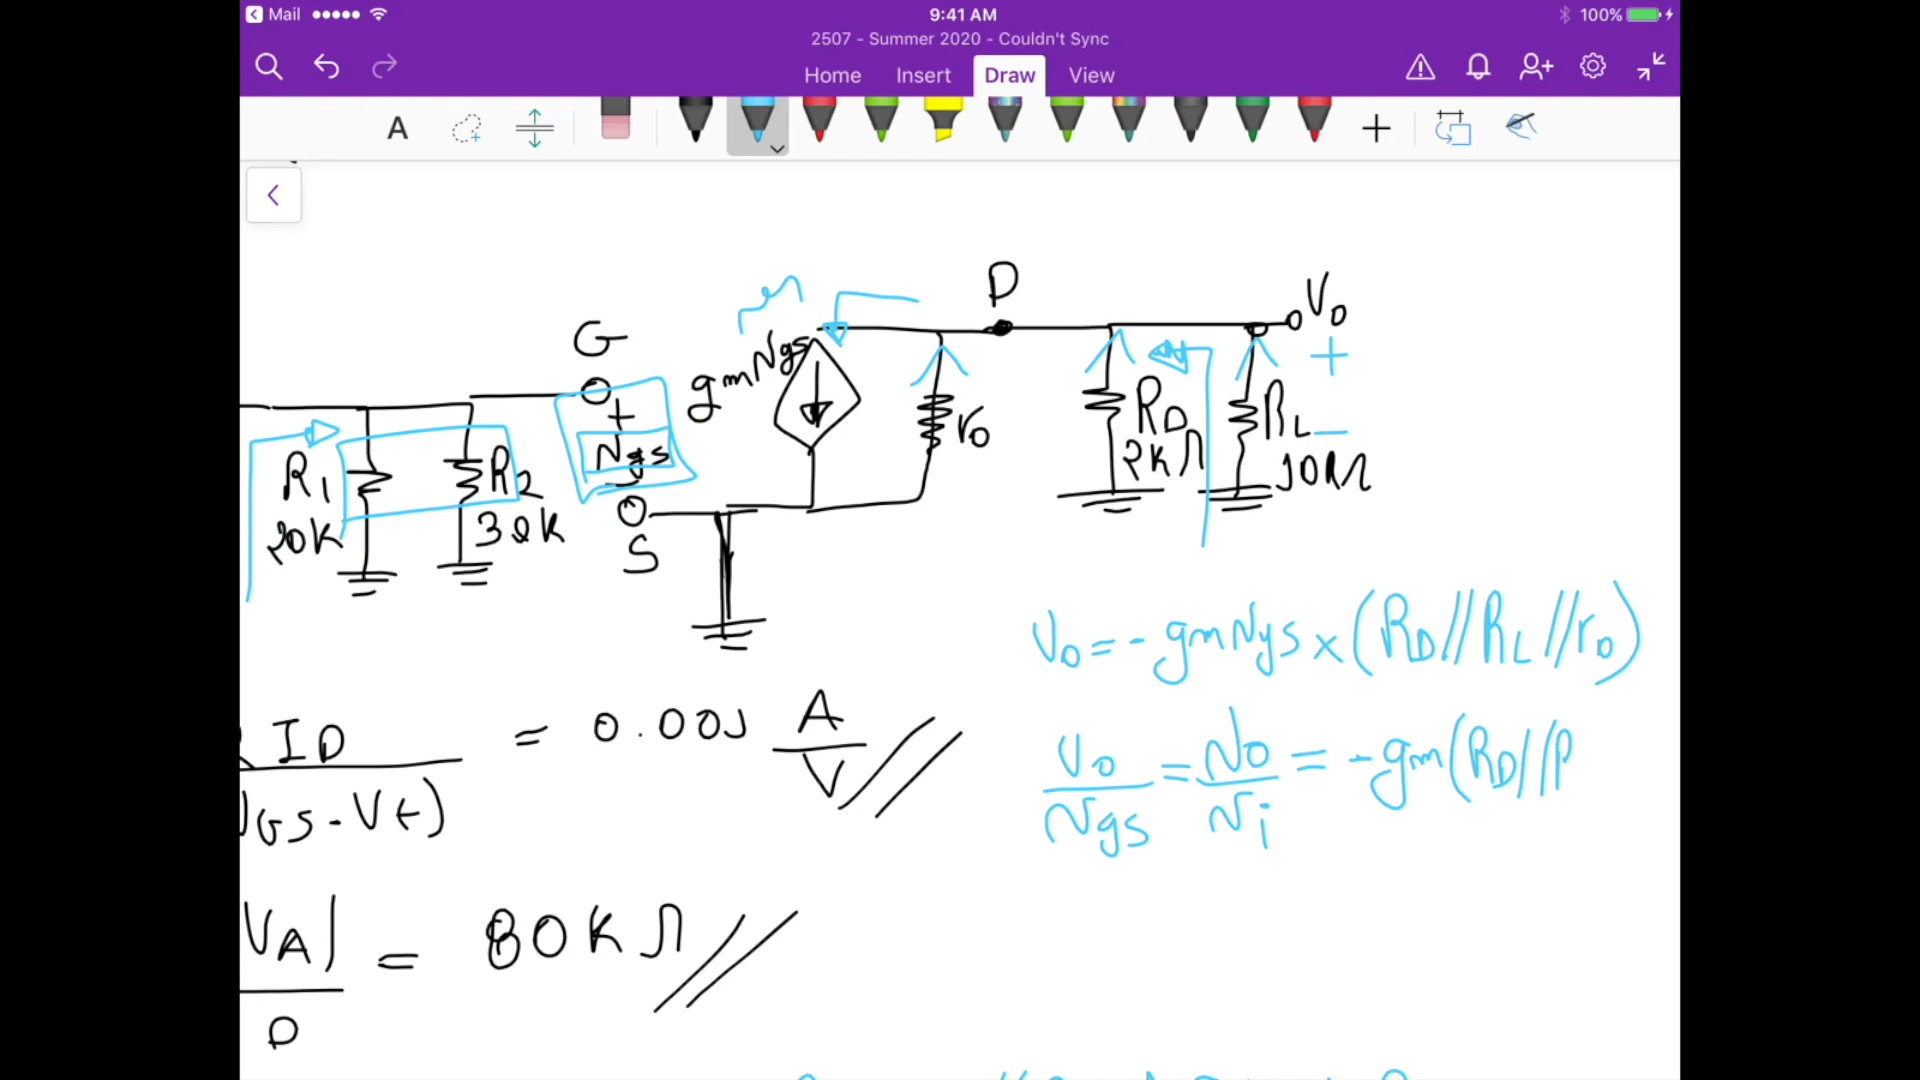 Mail
9:41 AM
100%
2507 - Summer 2020 - Couldn't Sync
Home Insert Draw View
A
D
Vo
+
G
gmVgs
+
Vgs
-
S
ro
RD
2KΩ
RL
-
10KΩ
R1
20K
R2
30K
Vo = - gmVgs × (RD//RL//ro)
ID
= 0.005 A/V
VGS - Vt)
Vo/Vgs = Vo/Vi = -gm(RD//R
VA| = 80KΩ
D